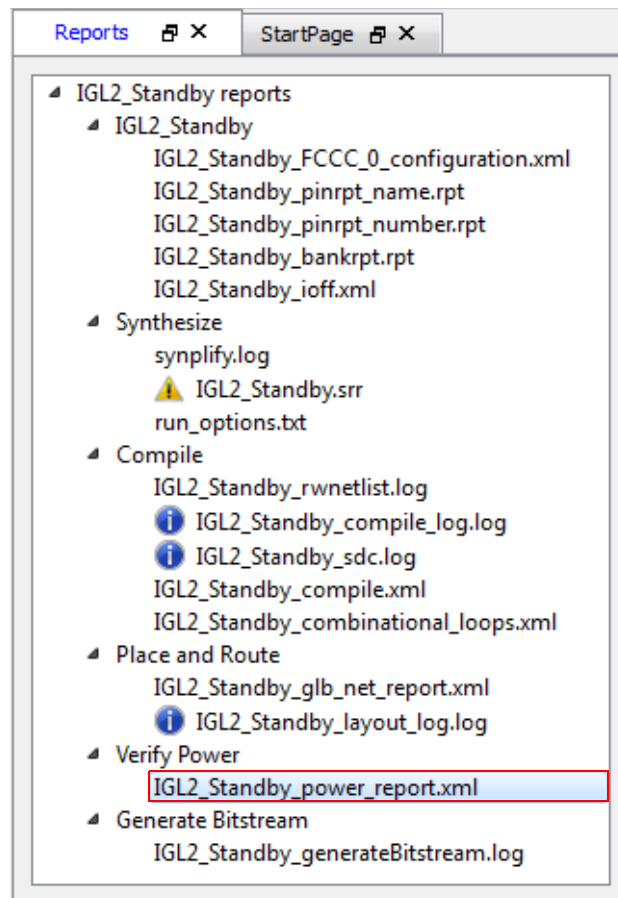 Reports StartPage
IGL2_Standby reports
IGL2_Standby
IGL2_Standby_FCCC_0_configuration.xml
IGL2_Standby_pinrpt_name.rpt
IGL2_Standby_pinrpt_number.rpt
IGL2_Standby_bankrpt.rpt
IGL2_Standby_ioff.xml
Synthesize
synplify.log
IGL2_Standby.srr
run_options.txt
Compile
IGL2_Standby_rwnetlist.log
IGL2_Standby_compile_log.log
IGL2_Standby_sdc.log
IGL2_Standby_compile.xml
IGL2_Standby_combinational_loops.xml
Place and Route
IGL2_Standby_glb_net_report.xml
IGL2_Standby_layout_log.log
Verify Power
IGL2_Standby_power_report.xml
Generate Bitstream
IGL2_Standby_generateBitstream.log